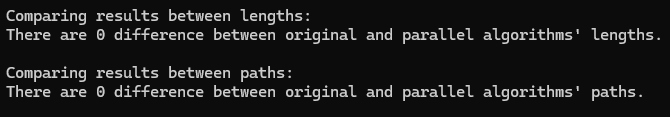 Comparing results between lengths:
There are 0 difference between original and parallel algorithms' lengths.
Comparing results between paths:
There are 0 difference between original and parallel algorithms' paths.